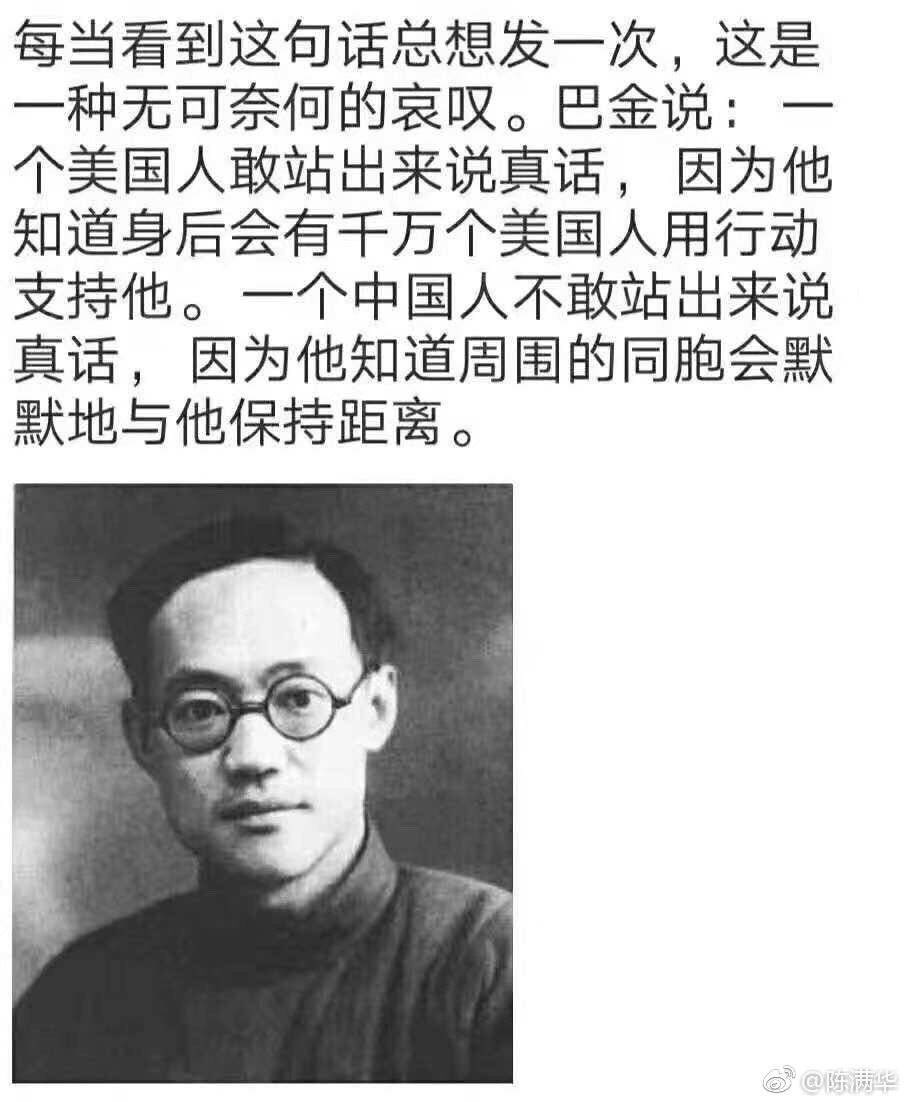 每当看到这句话总想发一次，这是
一种无可奈何的哀叹。巴金说：一
个美国人敢站出来说真话，因为他
知道身后会有千万个美国人用行动
支持他。一个中国人不敢站出来说
真话，因为他知道周围的同胞会默
默地与他保持距离。
@陈满华